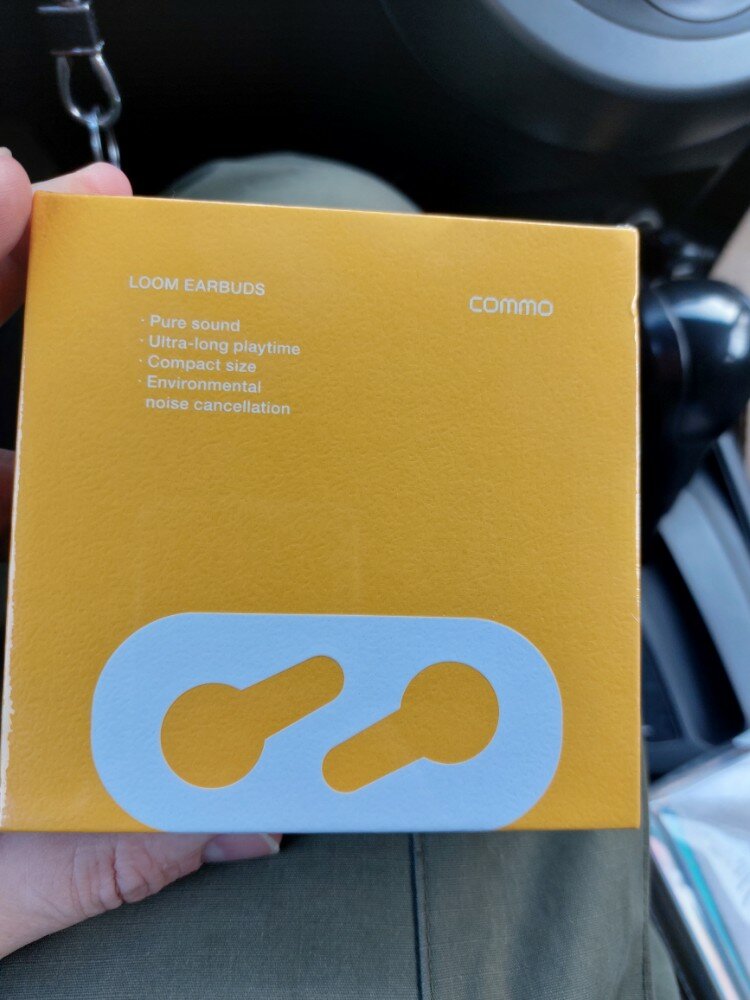 LOOM EARBUDS
commo
· Pure sound
· Ultra-long playtime
· Compact size
· Environmental
noise cancellation